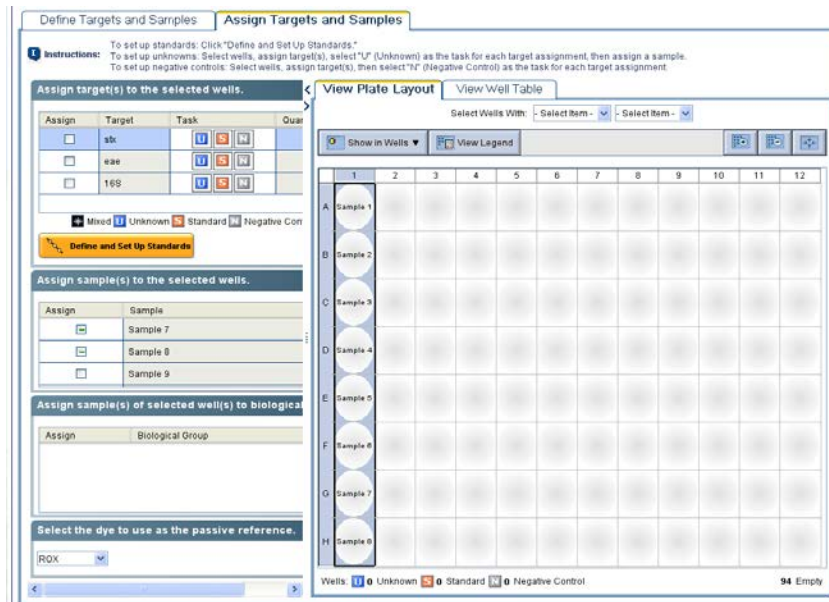 Define Targets and Samples
Assign Targets and Samples
Instructions:
To set up standards: Click "Define and Set Up Standards."
To set up unknowns: Select wells, assign target(s), select "U" (Unknown) as the task for each target assignment, then assign a sample.
To set up negative controls: Select wells, assign target(s), then select "N" (Negative Control) as the task for each target assignment.
Assign target(s) to the selected wells.
Assign Target Task Quan
stx U S N
eae U S N
16S U S N
Mixed U Unknown S Standard N Negative Con
Define and Set Up Standards
Assign sample(s) to the selected wells.
Assign Sample
Sample 7
Sample 8
Sample 9
Assign sample(s) of selected well(s) to biological
Assign Biological Group
Select the dye to use as the passive reference.
ROX
View Plate Layout
View Well Table
Select Wells With: - Select Item - - Select Item -
Show in Wells ▼ View Legend
1 2 3 4 5 6 7 8 9 10 11 12
A Sample 1
B Sample 2
C Sample 3
D Sample 4
E Sample 5
F Sample 6
G Sample 7
H Sample 8
Wells: U 0 Unknown S 0 Standard N 0 Negative Control 94 Empty